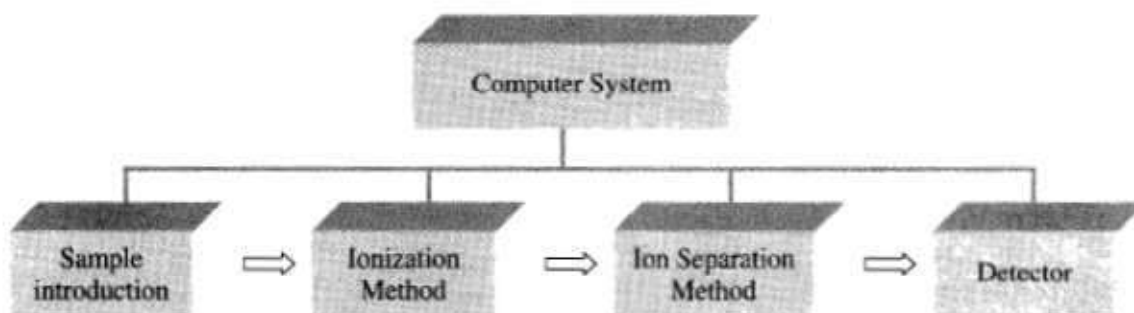 Computer System
Sample
introduction
Ionization
Method
Ion Separation
Method
Detector